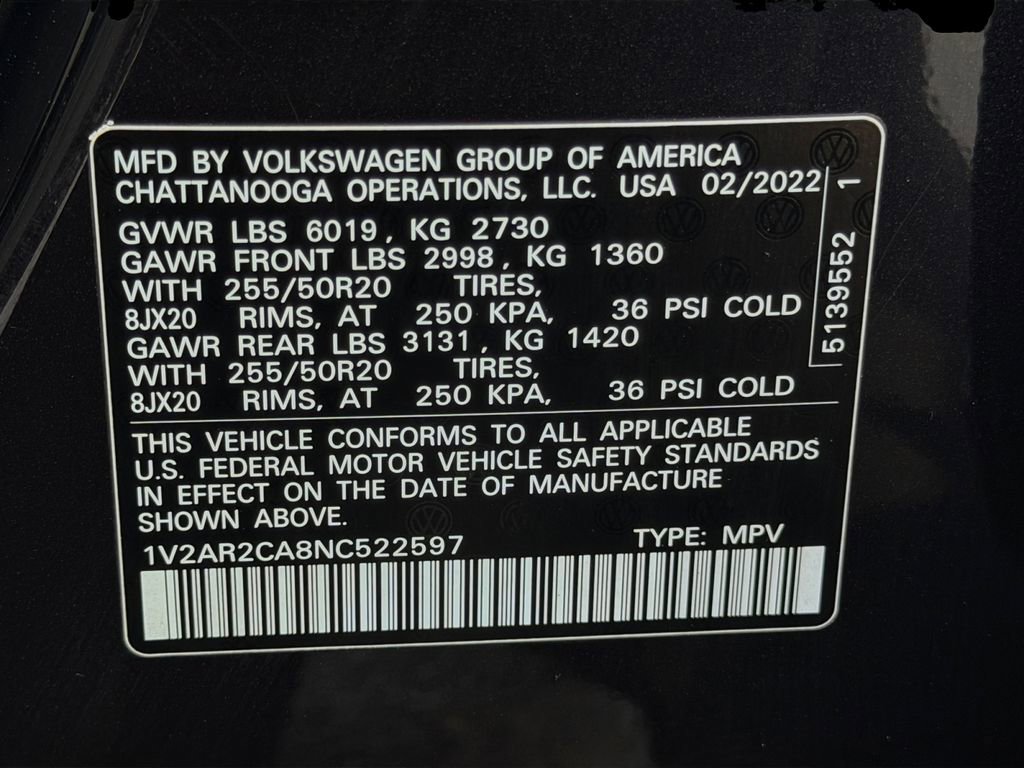 MFD BY VOLKSWAGEN GROUP OF AMERICA
CHATTANOOGA OPERATIONS, LLC. USA 02/2022
GVWR LBS 6019, KG 2730
GAWR FRONT LBS 2998, KG 1360
WITH 255/50R20 TIRES,
8JX20 RIMS, AT 250 KPA, 36 PSI COLD
GAWR REAR LBS 3131, KG 1420
WITH 255/50R20 TIRES,
8JX20 RIMS, AT 250 KPA, 36 PSI COLD
5139552 1
THIS VEHICLE CONFORMS TO ALL APPLICABLE
U.S. FEDERAL MOTOR VEHICLE SAFETY STANDARDS
IN EFFECT ON THE DATE OF MANUFACTURE
SHOWN ABOVE.
1V2AR2CA8NC522597 TYPE: MPV